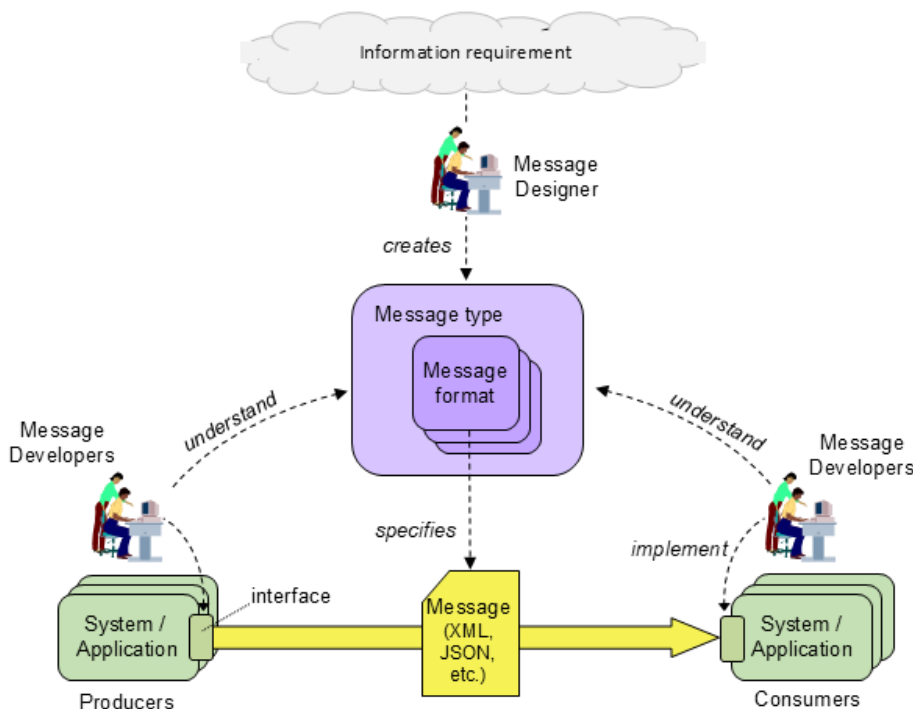 Information requirement
Message
Designer
creates
Message type
Message
format
understand
understand
Message
Developers
Message
Developers
specifies
implement
interface
System /
Application
Message
(XML,
JSON,
etc.)
System /
Application
Producers
Consumers